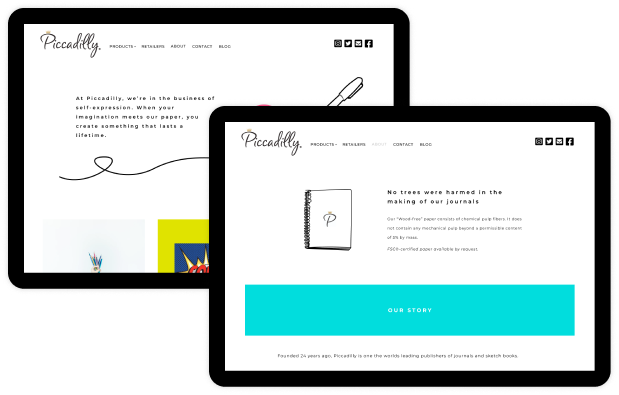 Piccadilly.
PRODUCTS RETAILERS ABOUT CONTACT BLOG
At Piccadilly, we're in the business of
self-expression. When your
imagination meets our paper, you
create something that lasts a
lifetime.
Piccadilly.
PRODUCTS RETAILERS ABOUT CONTACT BLOG
P
No trees were harmed in the
making of our journals
Our "Wood-Free" paper consists of chemical pulp fibers. It does
not contain any mechanical pulp beyond a permissible content
of 5% by mass.
FSC®-certified paper available by request.
OUR STORY
Founded 24 years ago, Piccadilly is one the worlds leading publishers of journals and sketch books.